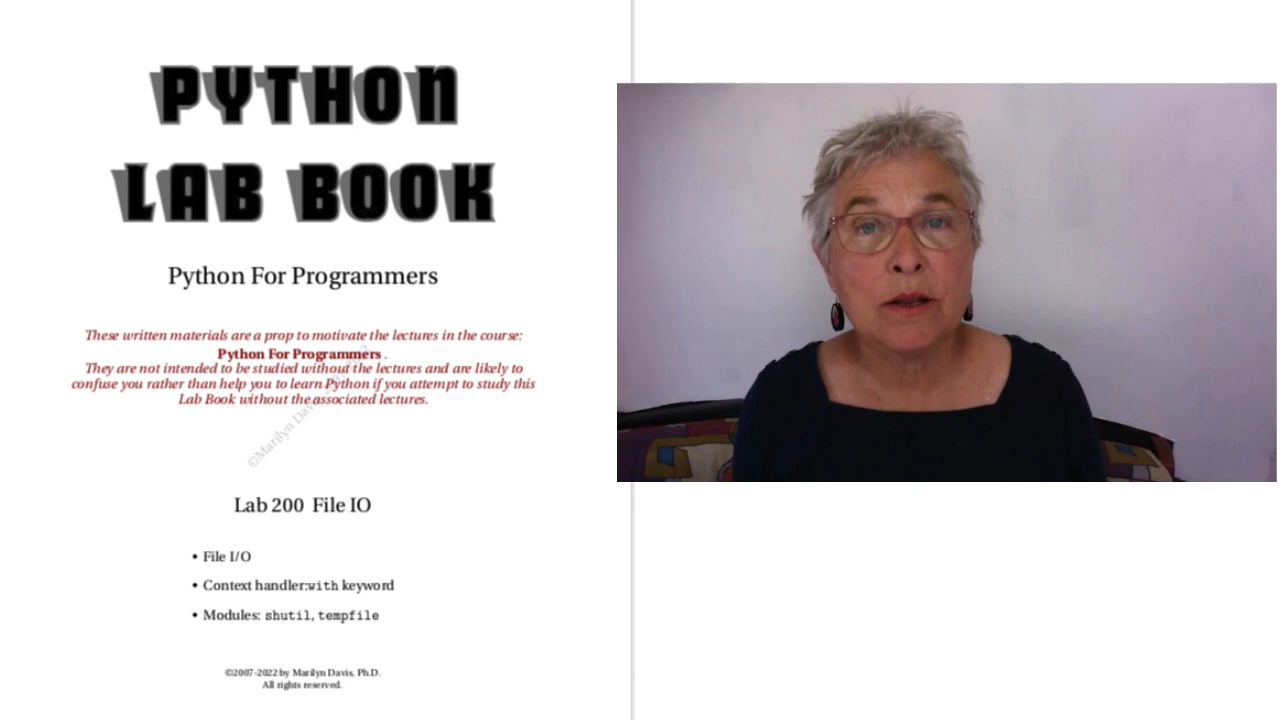 PYTHON
LAB BOOK
Python For Programmers
These written materials are a prop to motivate the lectures in the course:
Python For Programmers .
They are not intended to be studied without the lectures and are likely to
confuse you rather than help you to learn Python if you attempt to study this
Lab Book without the associated lectures.
©Marilyn Davis
Lab 200 File IO
• File I/O
• Context handler:with keyword
• Modules: shutil, tempfile
©2007-2022 by Marilyn Davis, Ph.D.
All rights reserved.